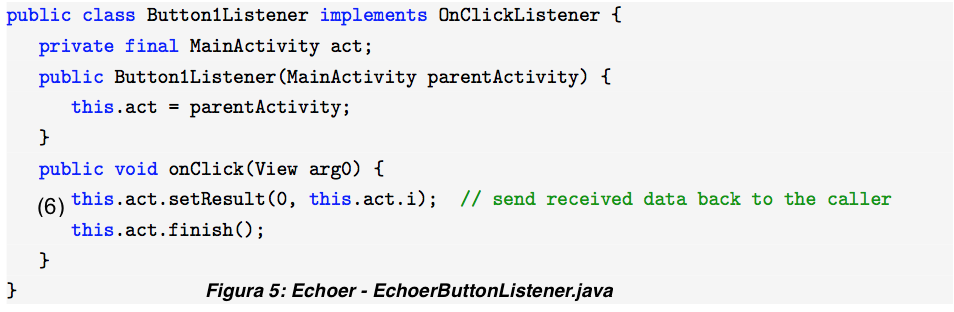 public class Button1Listener implements OnClickListener {
private final MainActivity act;
public Button1Listener(MainActivity parentActivity) {
this.act = parentActivity;
}
public void onClick(View arg0) {
(6) this.act.setResult(0, this.act.i);  // send received data back to the caller
this.act.finish();
}
}
Figura 5: Echoer - EchoerButtonListener.java